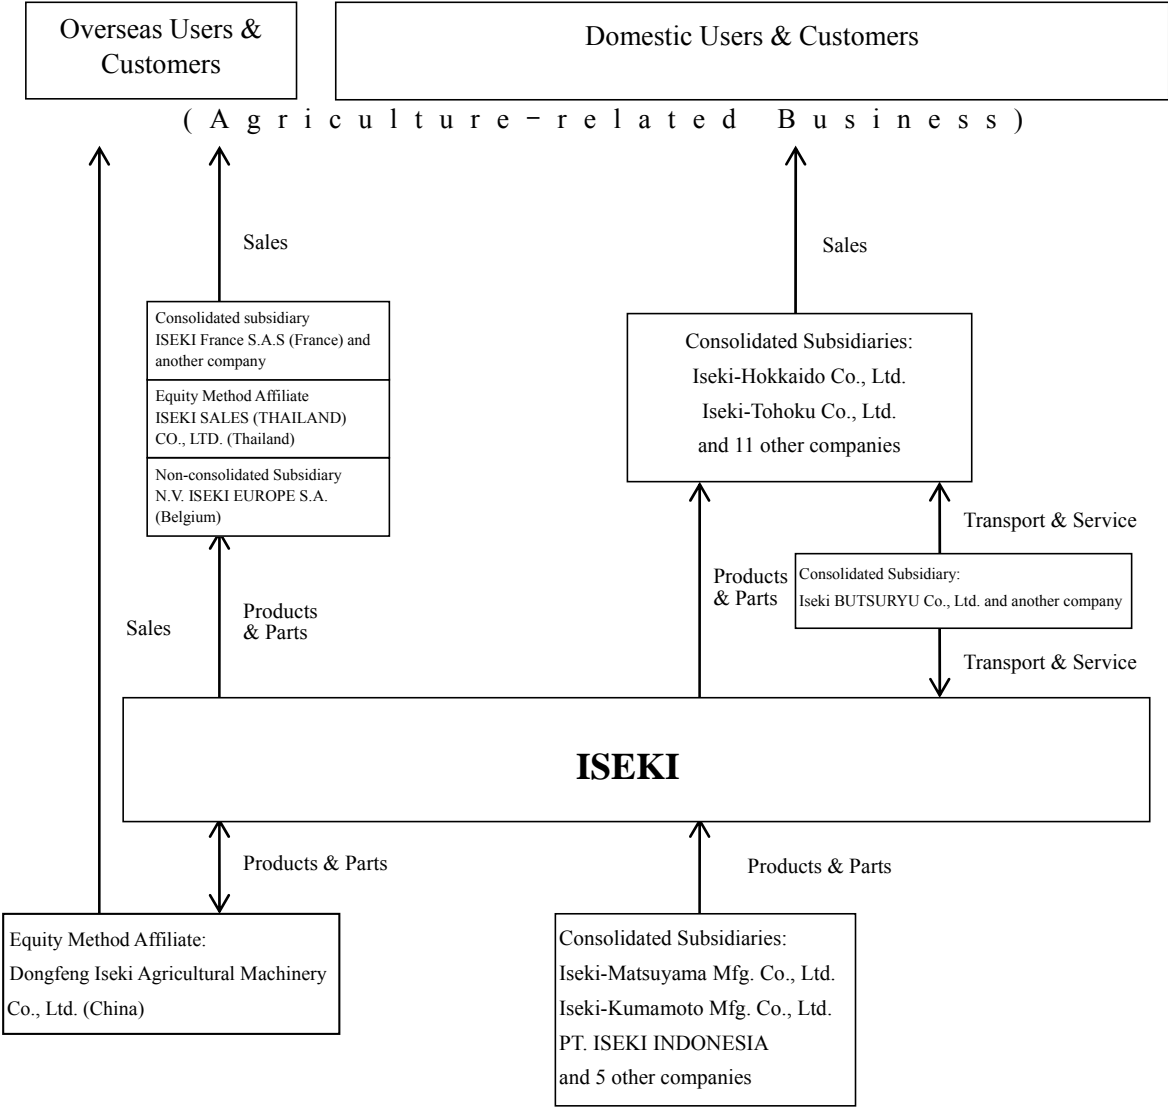 Overseas Users &
Customers
Domestic Users & Customers
(Agriculture-related Business)
Sales
Sales
Consolidated subsidiary
ISEKI France S.A.S (France) and
another company
Equity Method Affiliate
ISEKI SALES (THAILAND)
CO., LTD. (Thailand)
Non-consolidated Subsidiary
N.V. ISEKI EUROPE S.A.
(Belgium)
Consolidated Subsidiaries:
Iseki-Hokkaido Co., Ltd.
Iseki-Tohoku Co., Ltd.
and 11 other companies
Transport & Service
Products
& Parts
Consolidated Subsidiary:
Iseki BUTSURYU Co., Ltd. and another company
Sales
Products
& Parts
Transport & Service
ISEKI
Products & Parts
Products & Parts
Equity Method Affiliate:
Dongfeng Iseki Agricultural Machinery
Co., Ltd. (China)
Consolidated Subsidiaries:
Iseki-Matsuyama Mfg. Co., Ltd.
Iseki-Kumamoto Mfg. Co., Ltd.
PT. ISEKI INDONESIA
and 5 other companies